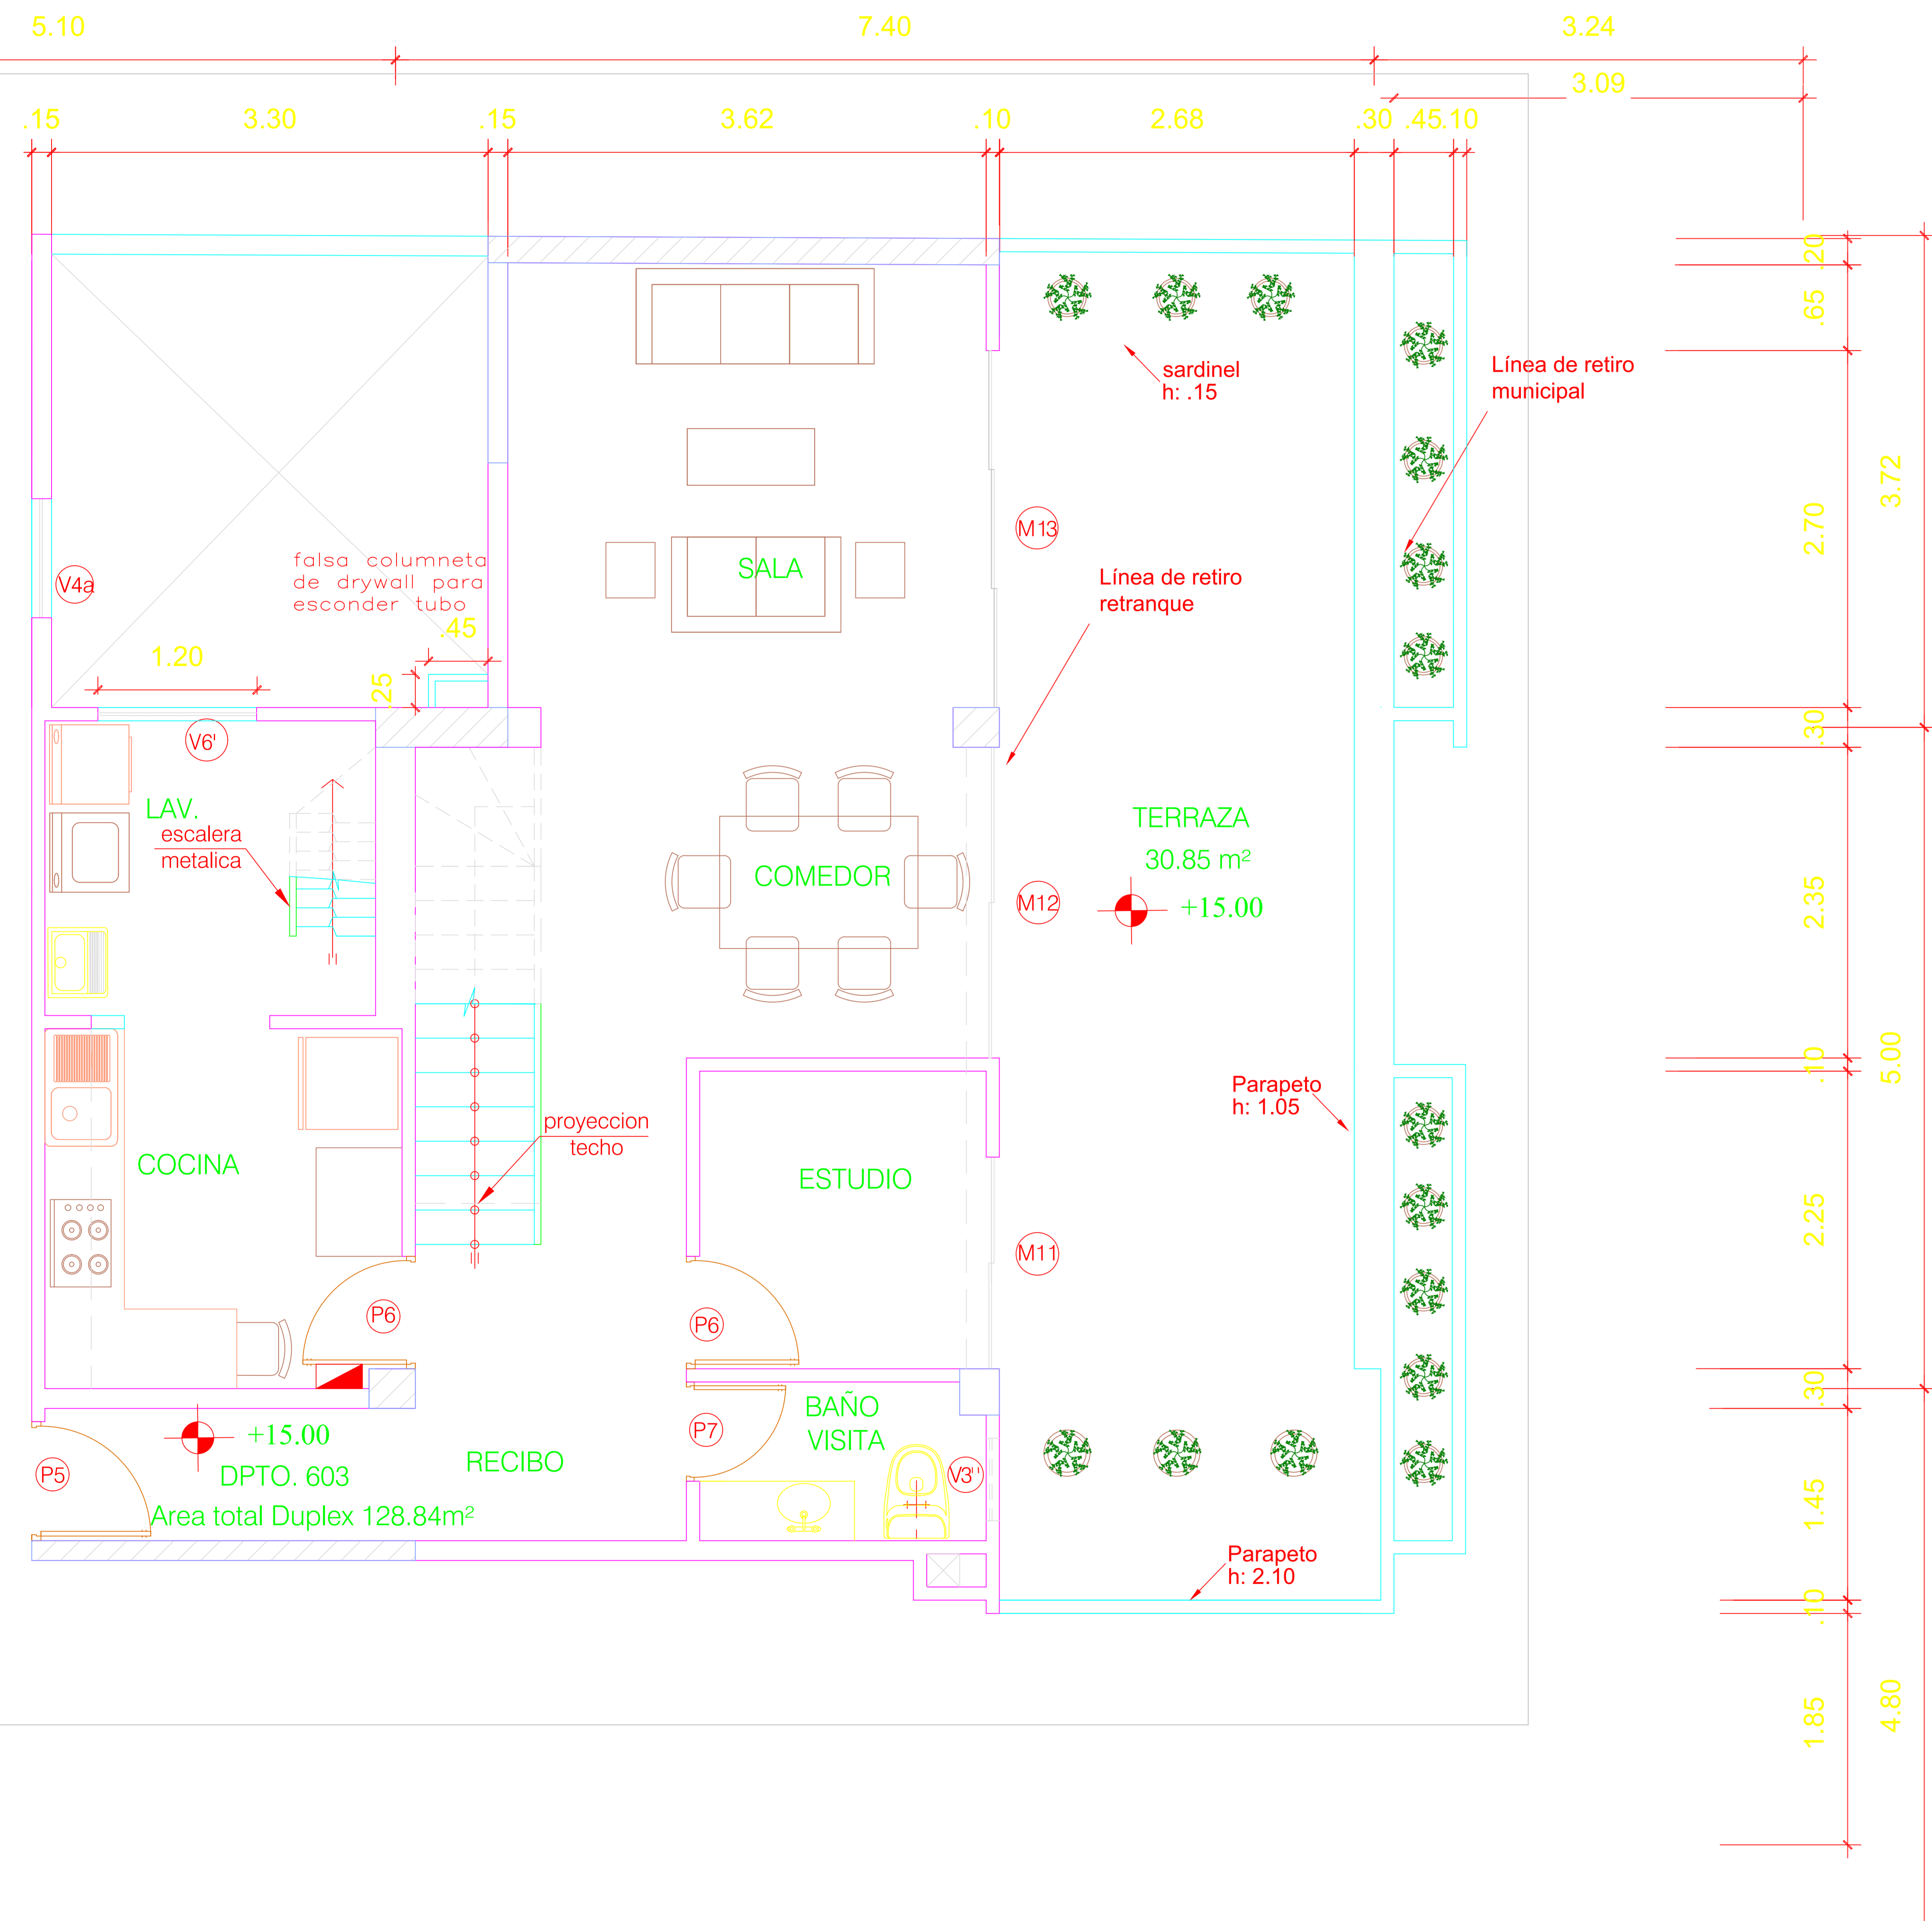 5.10
7.40
3.24
3.09
.15
3.30
.15
3.62
.10
2.68
.30
.45
.10
.20
.65
sardinel
h: .15
Línea de retiro
municipal
3.72
2.70
M13
V4a
falsa columneta
de drywall para
esconder tubo
SALA
Línea de retiro
retranque
.45
1.20
.25
V6'
.30
LAV.
escalera
metalica
TERRAZA
30.85 m²
+15.00
COMEDOR
M12
2.35
5.00
.10
Parapeto
h: 1.05
proyeccion
techo
COCINA
ESTUDIO
2.25
M11
P6
P6
.30
BAÑO
VISITA
P7
+15.00
RECIBO
P5
DPTO. 603
V3''
Area total Duplex 128.84m²
1.45
Parapeto
h: 2.10
.10
1.85
4.80